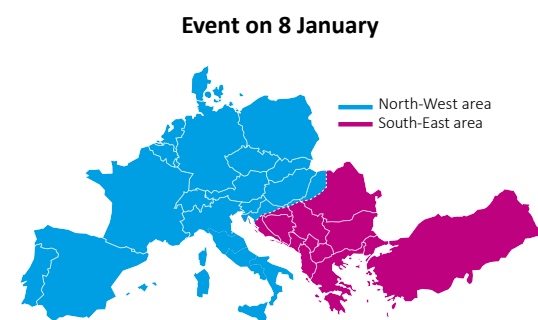 Event on 8 January
North-West area
South-East area